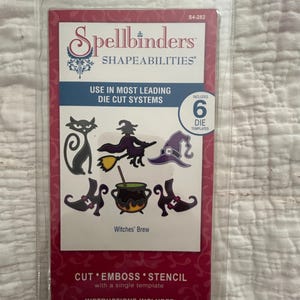 S4-282
Spellbinders®
SHAPEABILITIES®
USE IN MOST LEADING
DIE CUT SYSTEMS
INCLUDES
6
DIE
TEMPLATES
Witches' Brew
CUT • EMBOSS • STENCIL
with a single template